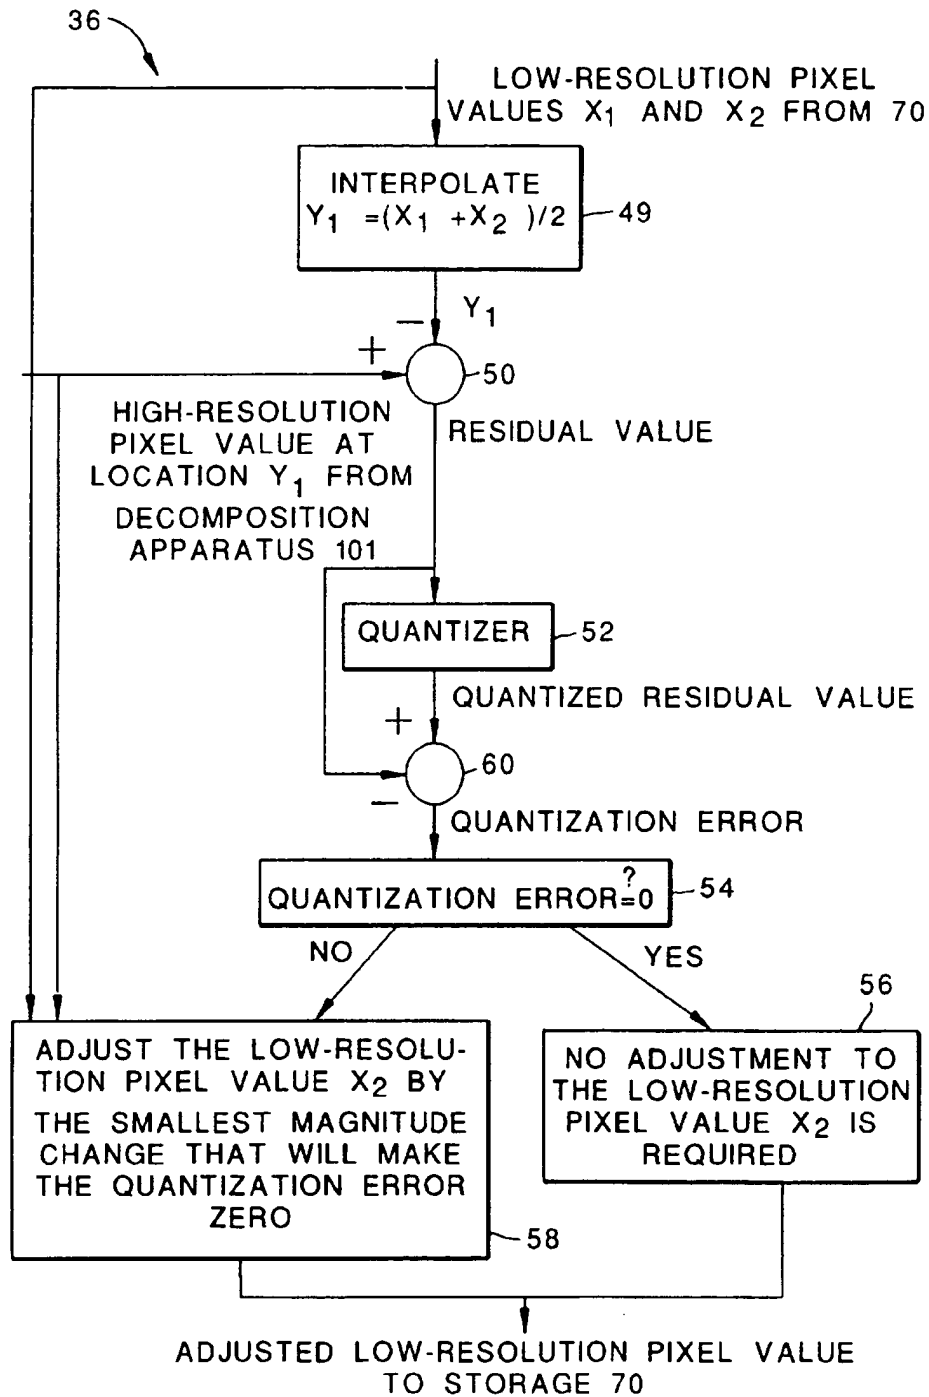 36
LOW-RESOLUTION PIXEL
VALUES X1 AND X2 FROM 70
INTERPOLATE
Y1 =(X1 +X2 )/2
49
Y1
−
+
50
HIGH-RESOLUTION
PIXEL VALUE AT
LOCATION Y1 FROM
DECOMPOSITION
APPARATUS 101
RESIDUAL VALUE
QUANTIZER
52
QUANTIZED RESIDUAL VALUE
+
60
−
QUANTIZATION ERROR
?
QUANTIZATION ERROR=0
54
NO
YES
56
ADJUST THE LOW-RESOLU-
TION PIXEL VALUE X2 BY
THE SMALLEST MAGNITUDE
CHANGE THAT WILL MAKE
THE QUANTIZATION ERROR
ZERO
58
NO ADJUSTMENT TO
THE LOW-RESOLUTION
PIXEL VALUE X2 IS
REQUIRED
ADJUSTED LOW-RESOLUTION PIXEL VALUE
TO STORAGE 70